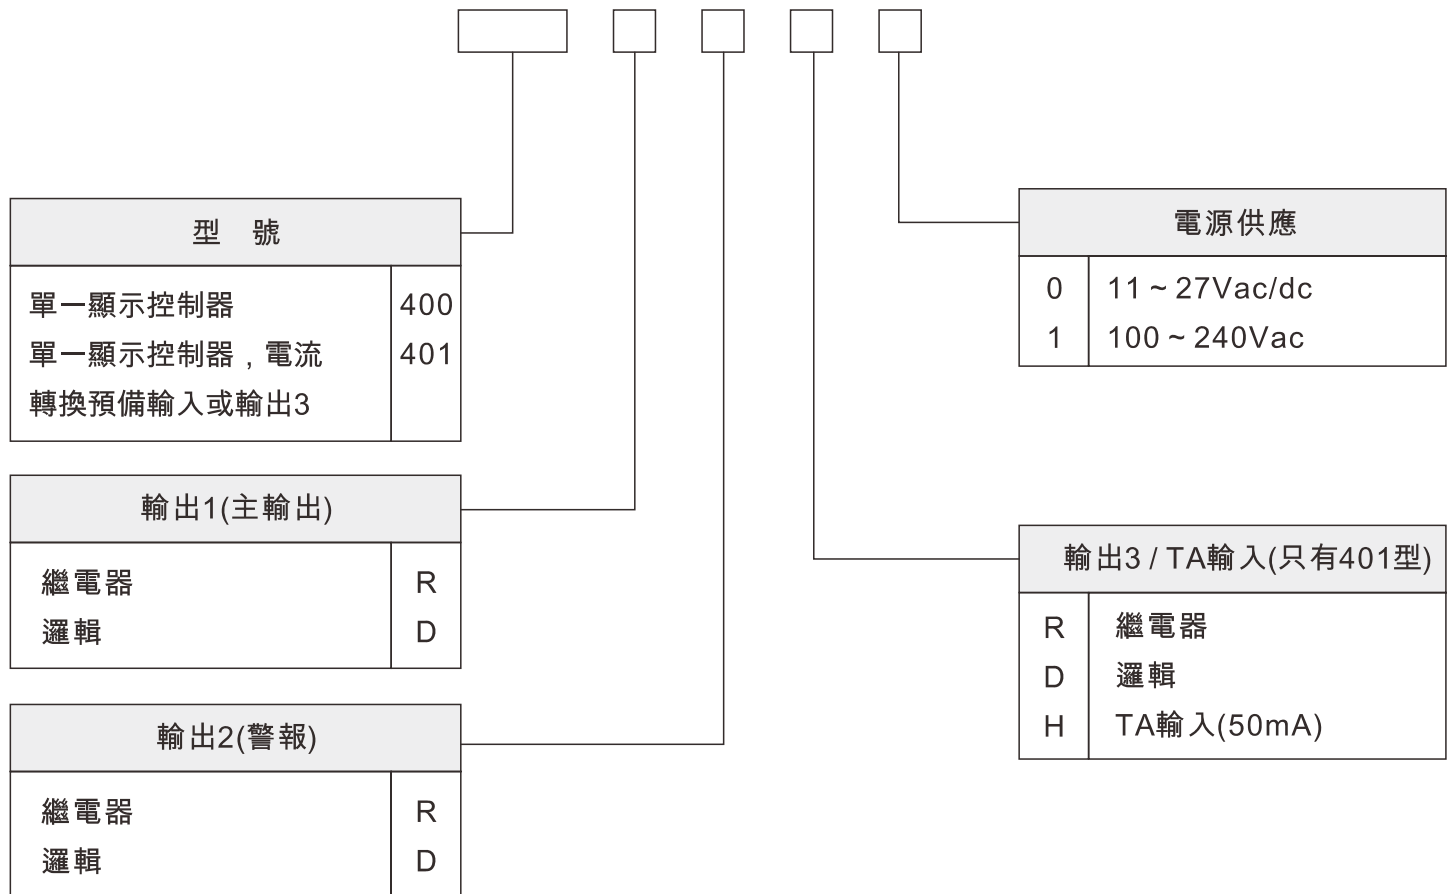 型 號
單一顯示控制器 400
單一顯示控制器，電流 401
轉換預備輸入或輸出3
輸出1(主輸出)
繼電器 R
邏輯 D
輸出2(警報)
繼電器 R
邏輯 D
電源供應
0 11~27Vac/dc
1 100~240Vac
輸出3 / TA輸入(只有401型)
R 繼電器
D 邏輯
H TA輸入(50mA)